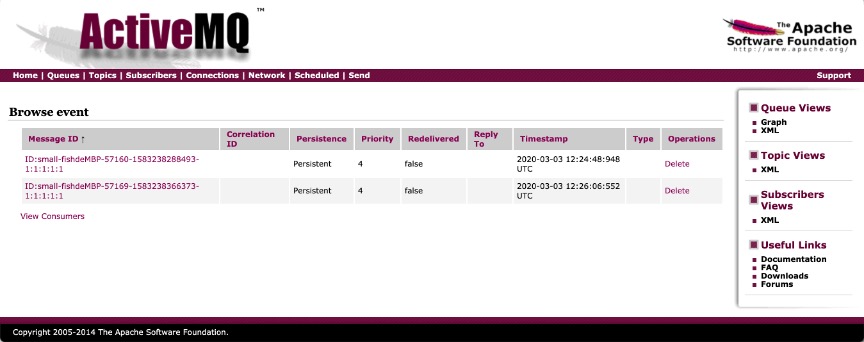 ActiveMQ™
The Apache
Software Foundation
http://www.apache.org/
Home | Queues | Topics | Subscribers | Connections | Network | Scheduled | Send
Support
Browse event
Message ID ↑ Correlation ID Persistence Priority Redelivered Reply To Timestamp Type Operations
ID:small-fishdeMBP-57160-1583238288493-
1:1:1:1:1 Persistent 4 false 2020-03-03 12:24:48:948 UTC Delete
ID:small-fishdeMBP-57169-1583238366373-
1:1:1:1:1 Persistent 4 false 2020-03-03 12:26:06:552 UTC Delete
View Consumers
Queue Views
Graph
XML
Topic Views
XML
Subscribers
Views
XML
Useful Links
Documentation
FAQ
Downloads
Forums
Copyright 2005-2014 The Apache Software Foundation.